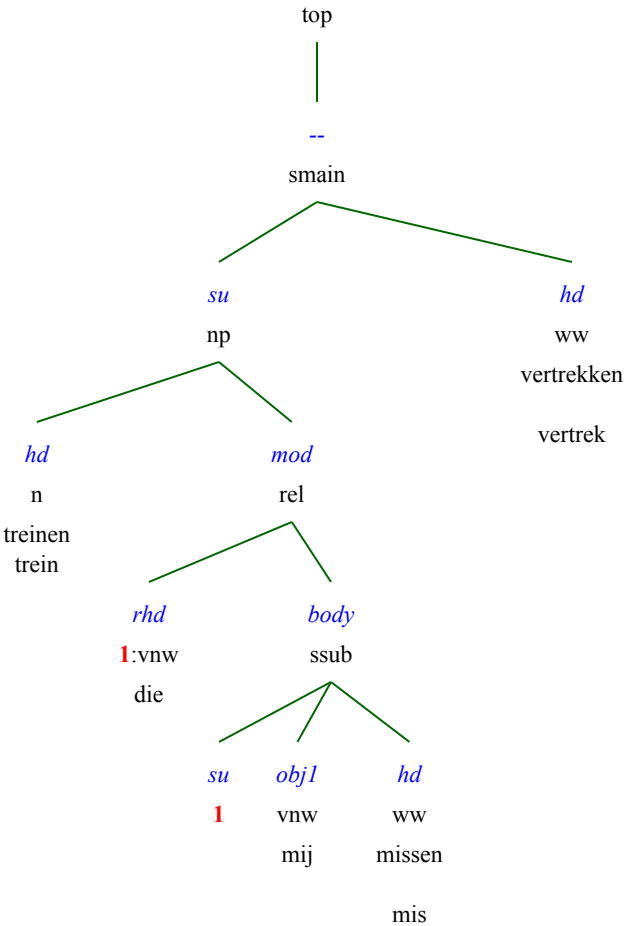 top
--
smain
su hd
np ww
vertrekken
vertrek
hd mod
n rel
treinen
trein
rhd body
1:vnw ssub
die
su obj1 hd
1 vnw ww
mij missen
mis